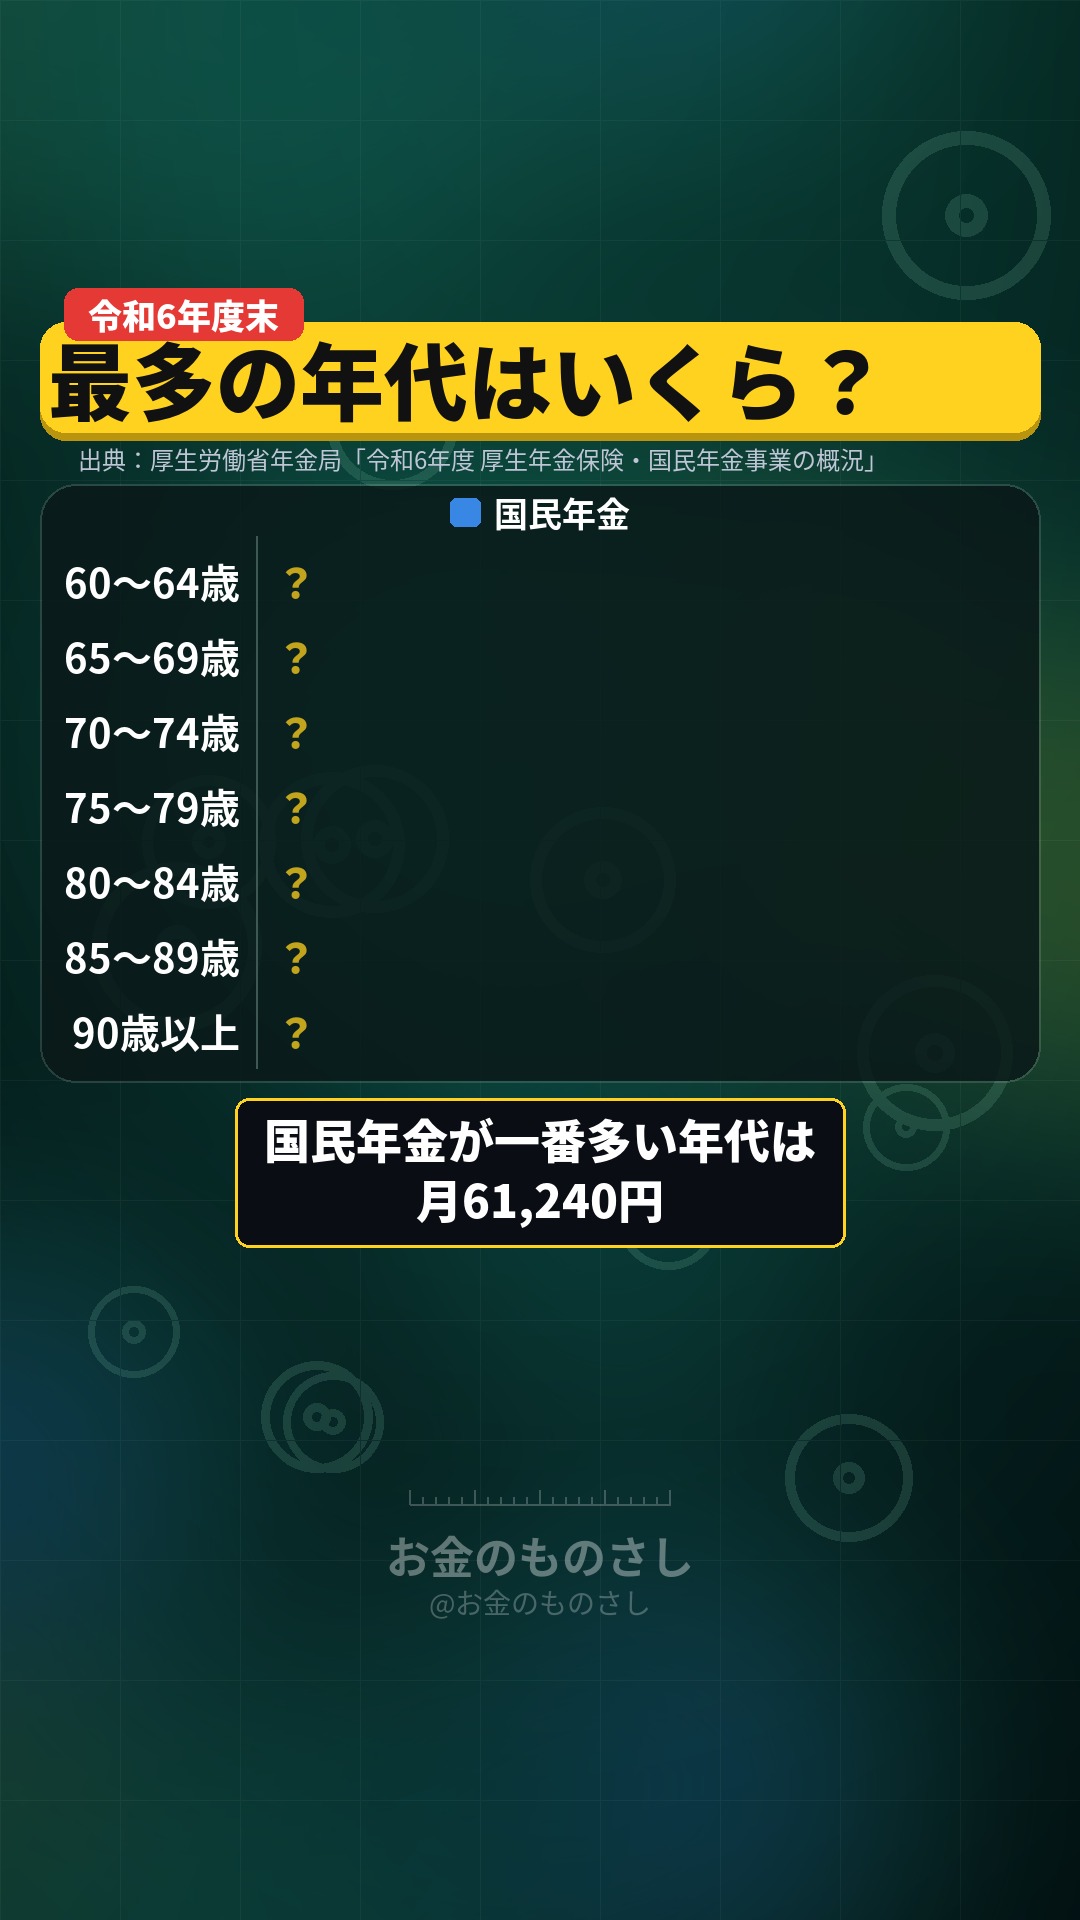 令和6年度末
最多の年代はいくら？
出典：厚生労働省年金局「令和6年度 厚生年金保険・国民年金事業の概況」
国民年金
60〜64歳 ？
65〜69歳 ？
70〜74歳 ？
75〜79歳 ？
80〜84歳 ？
85〜89歳 ？
90歳以上 ？
国民年金が一番多い年代は
月61,240円
お金のものさし
@お金のものさし